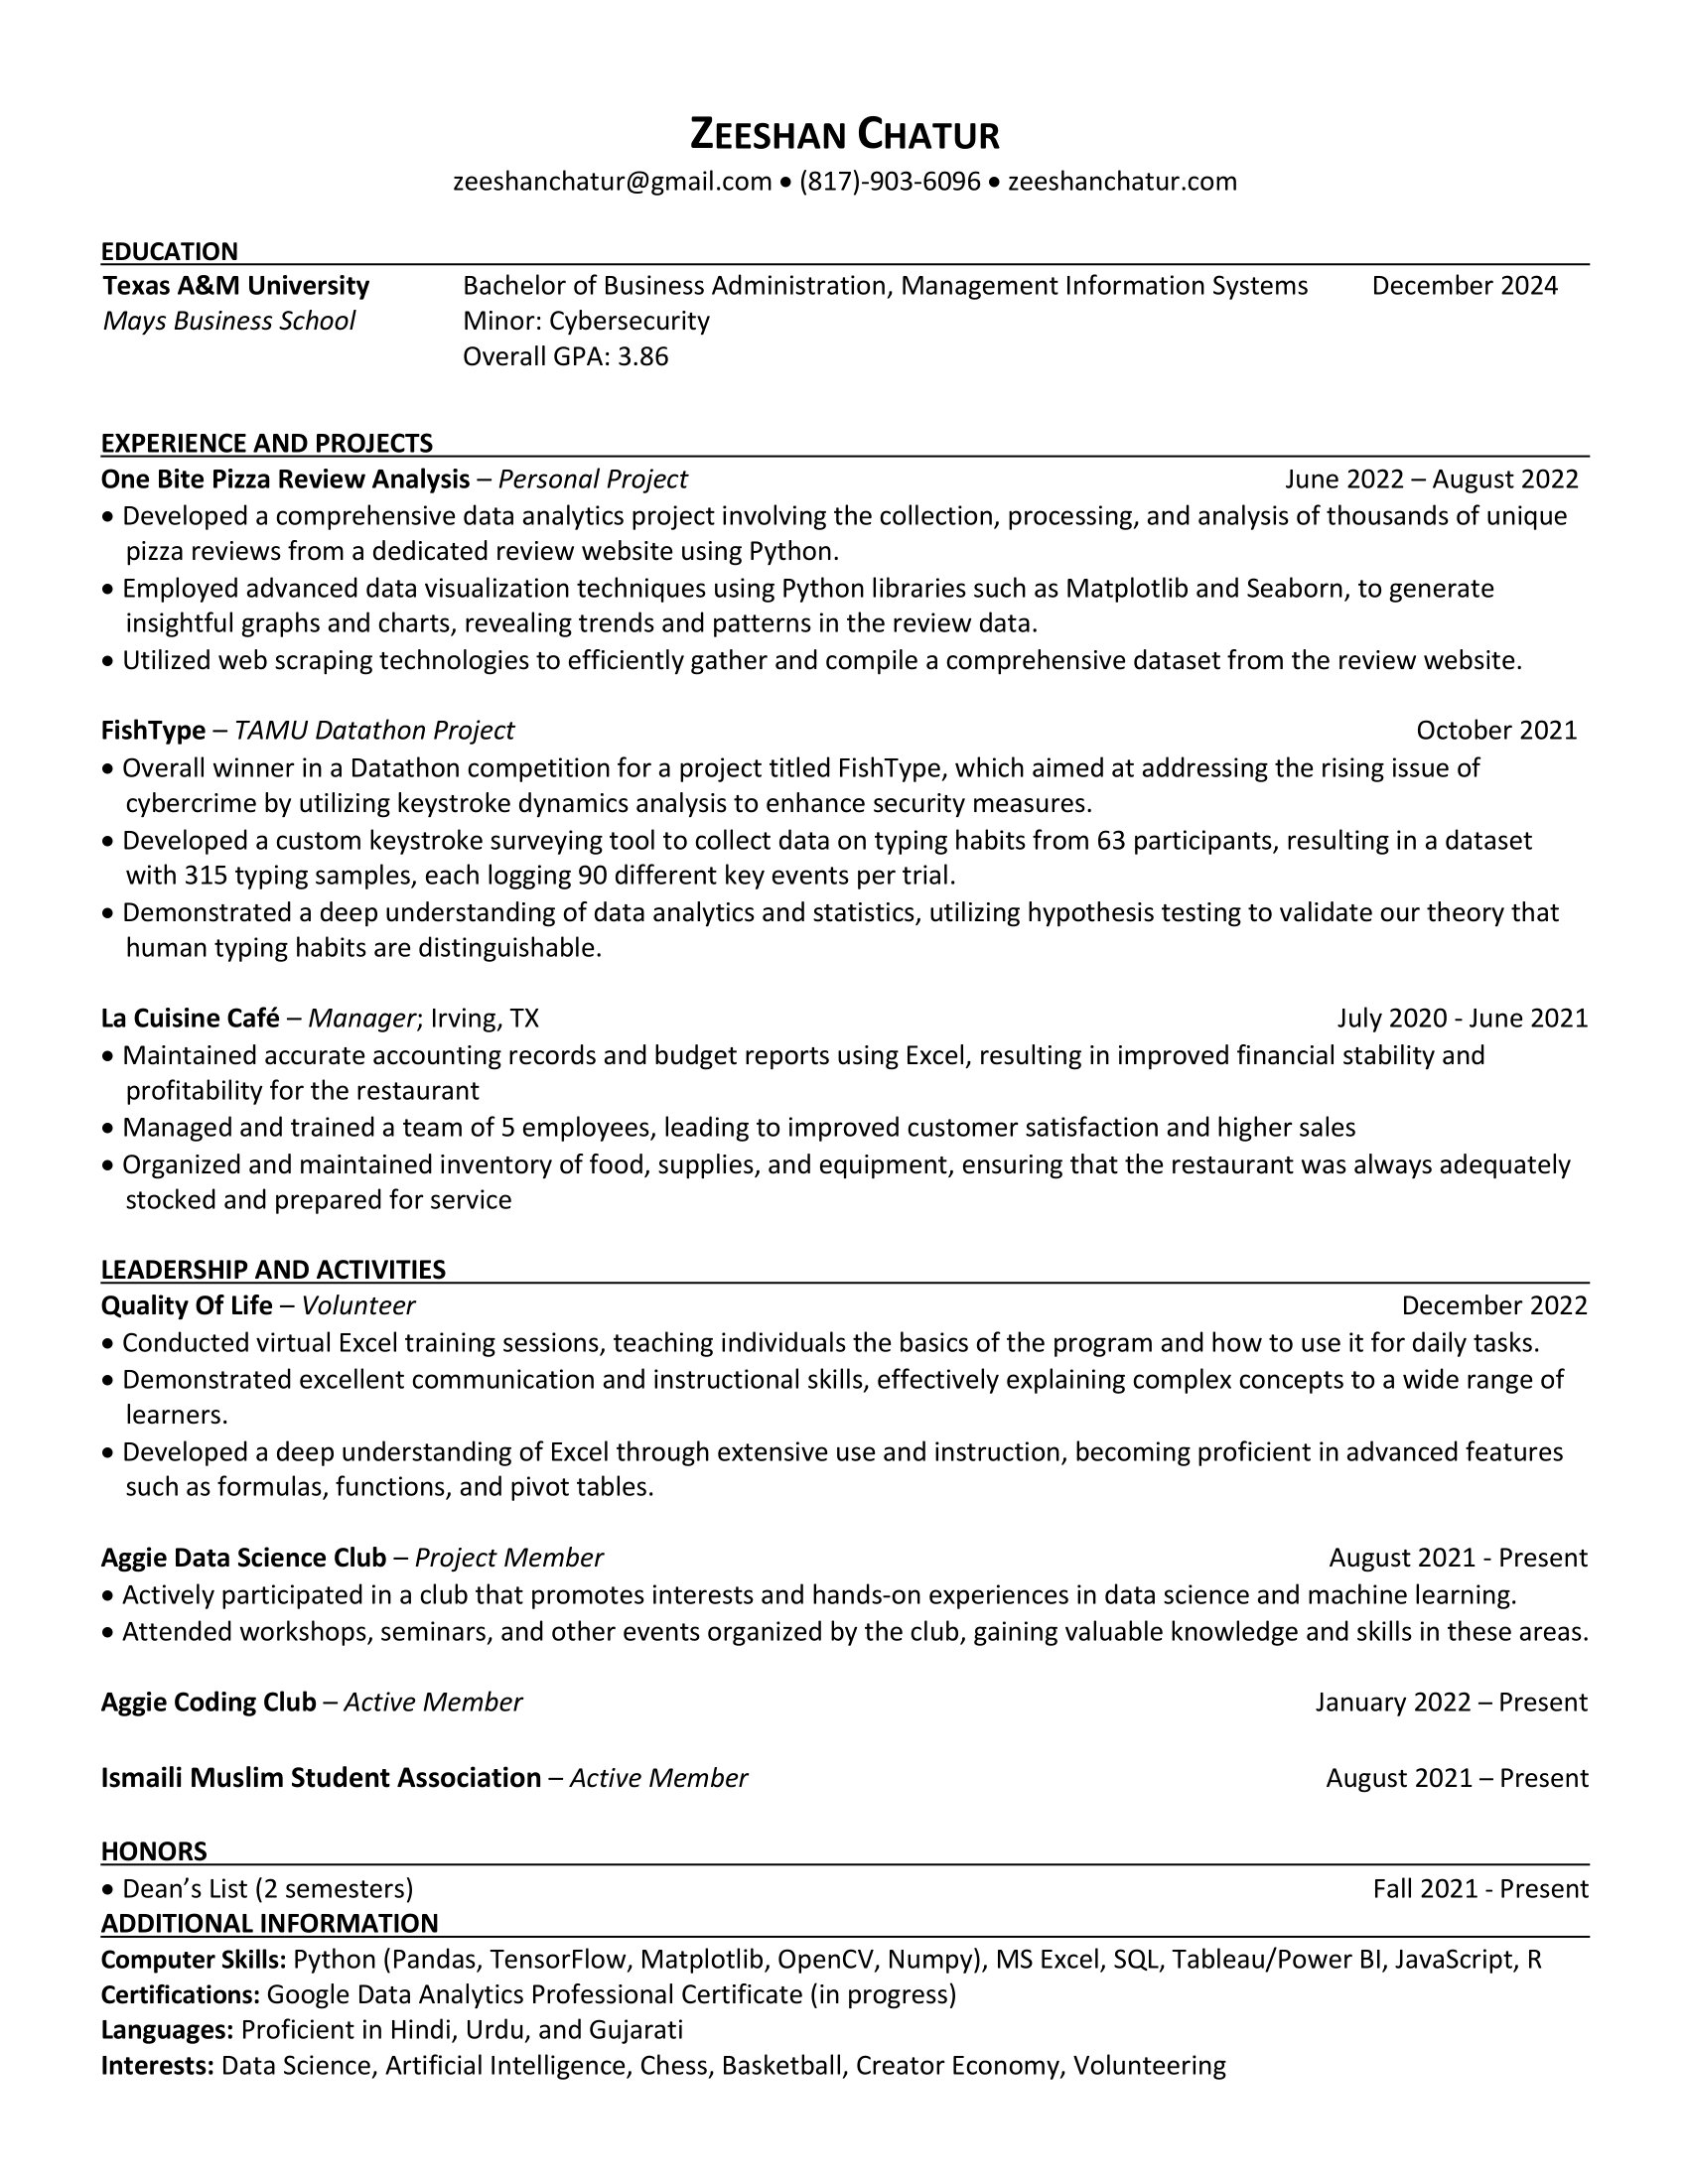 ZEESHAN CHATUR
zeeshanchatur@gmail.com • (817)-903-6096 • zeeshanchatur.com
EDUCATION
Texas A&M University Bachelor of Business Administration, Management Information Systems December 2024
Mays Business School Minor: Cybersecurity
Overall GPA: 3.86
EXPERIENCE AND PROJECTS
One Bite Pizza Review Analysis – Personal Project June 2022 – August 2022
• Developed a comprehensive data analytics project involving the collection, processing, and analysis of thousands of unique
pizza reviews from a dedicated review website using Python.
• Employed advanced data visualization techniques using Python libraries such as Matplotlib and Seaborn, to generate
insightful graphs and charts, revealing trends and patterns in the review data.
• Utilized web scraping technologies to efficiently gather and compile a comprehensive dataset from the review website.
FishType – TAMU Datathon Project October 2021
• Overall winner in a Datathon competition for a project titled FishType, which aimed at addressing the rising issue of
cybercrime by utilizing keystroke dynamics analysis to enhance security measures.
• Developed a custom keystroke surveying tool to collect data on typing habits from 63 participants, resulting in a dataset
with 315 typing samples, each logging 90 different key events per trial.
• Demonstrated a deep understanding of data analytics and statistics, utilizing hypothesis testing to validate our theory that
human typing habits are distinguishable.
La Cuisine Café – Manager; Irving, TX July 2020 - June 2021
• Maintained accurate accounting records and budget reports using Excel, resulting in improved financial stability and
profitability for the restaurant
• Managed and trained a team of 5 employees, leading to improved customer satisfaction and higher sales
• Organized and maintained inventory of food, supplies, and equipment, ensuring that the restaurant was always adequately
stocked and prepared for service
LEADERSHIP AND ACTIVITIES
Quality Of Life – Volunteer December 2022
• Conducted virtual Excel training sessions, teaching individuals the basics of the program and how to use it for daily tasks.
• Demonstrated excellent communication and instructional skills, effectively explaining complex concepts to a wide range of
learners.
• Developed a deep understanding of Excel through extensive use and instruction, becoming proficient in advanced features
such as formulas, functions, and pivot tables.
Aggie Data Science Club – Project Member August 2021 - Present
• Actively participated in a club that promotes interests and hands-on experiences in data science and machine learning.
• Attended workshops, seminars, and other events organized by the club, gaining valuable knowledge and skills in these areas.
Aggie Coding Club – Active Member January 2022 – Present
Ismaili Muslim Student Association – Active Member August 2021 – Present
HONORS
• Dean’s List (2 semesters) Fall 2021 - Present
ADDITIONAL INFORMATION
Computer Skills: Python (Pandas, TensorFlow, Matplotlib, OpenCV, Numpy), MS Excel, SQL, Tableau/Power BI, JavaScript, R
Certifications: Google Data Analytics Professional Certificate (in progress)
Languages: Proficient in Hindi, Urdu, and Gujarati
Interests: Data Science, Artificial Intelligence, Chess, Basketball, Creator Economy, Volunteering